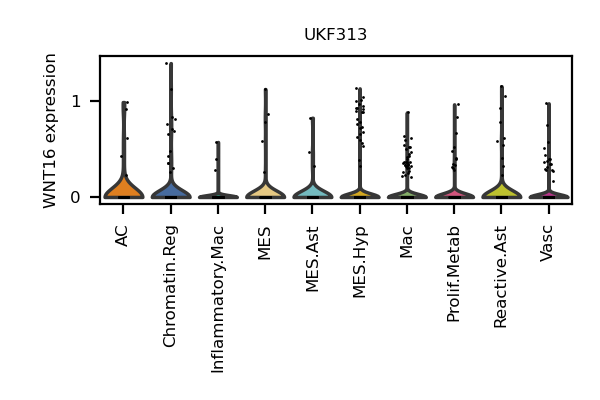 UKF313
WNT16 expression
1
0
AC
Chromatin.Reg
Inflammatory.Mac
MES
MES.Ast
MES.Hyp
Mac
Prolif.Metab
Reactive.Ast
Vasc